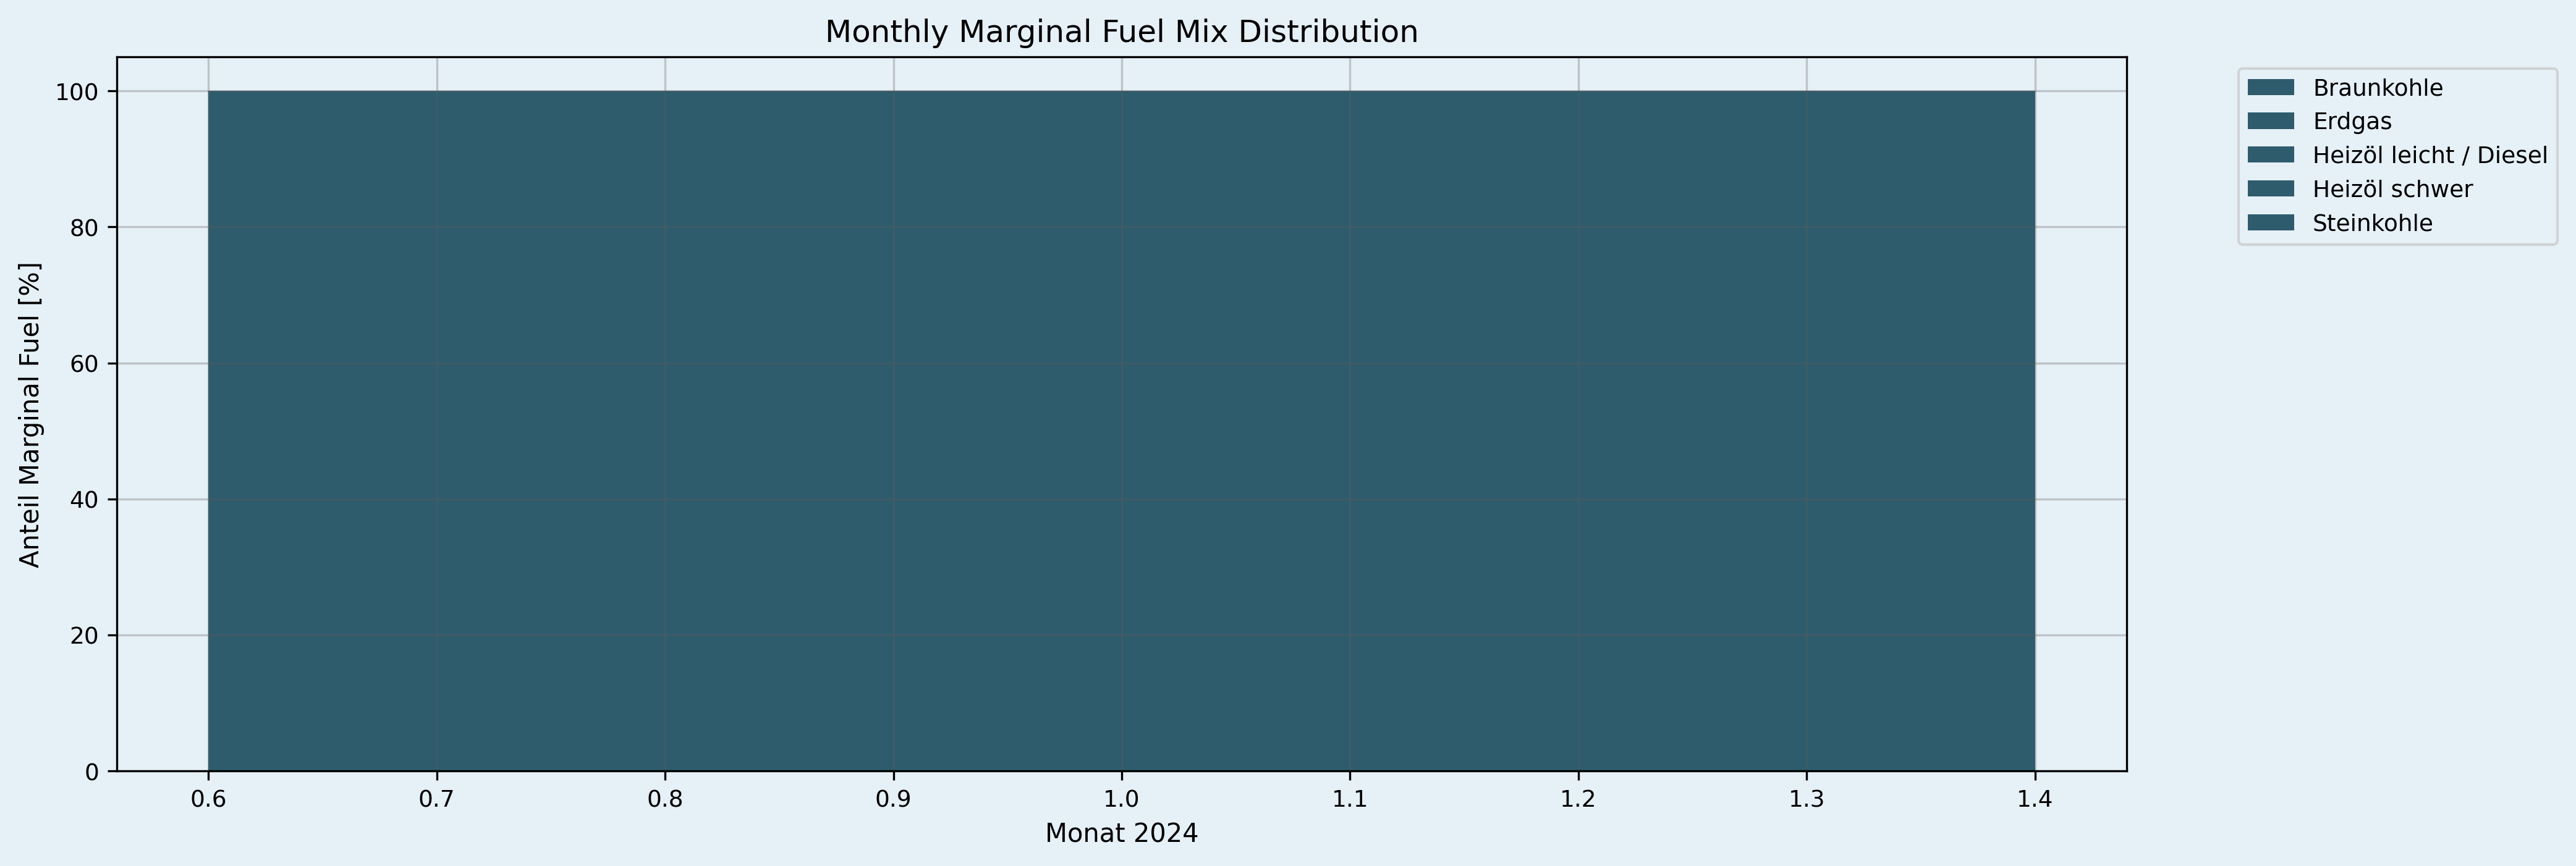 Monthly Marginal Fuel Mix Distribution
Anteil Marginal Fuel [%]
100
80
60
40
20
0
0.6 0.7 0.8 0.9 1.0 1.1 1.2 1.3 1.4
Monat 2024
Braunkohle
Erdgas
Heizöl leicht / Diesel
Heizöl schwer
Steinkohle